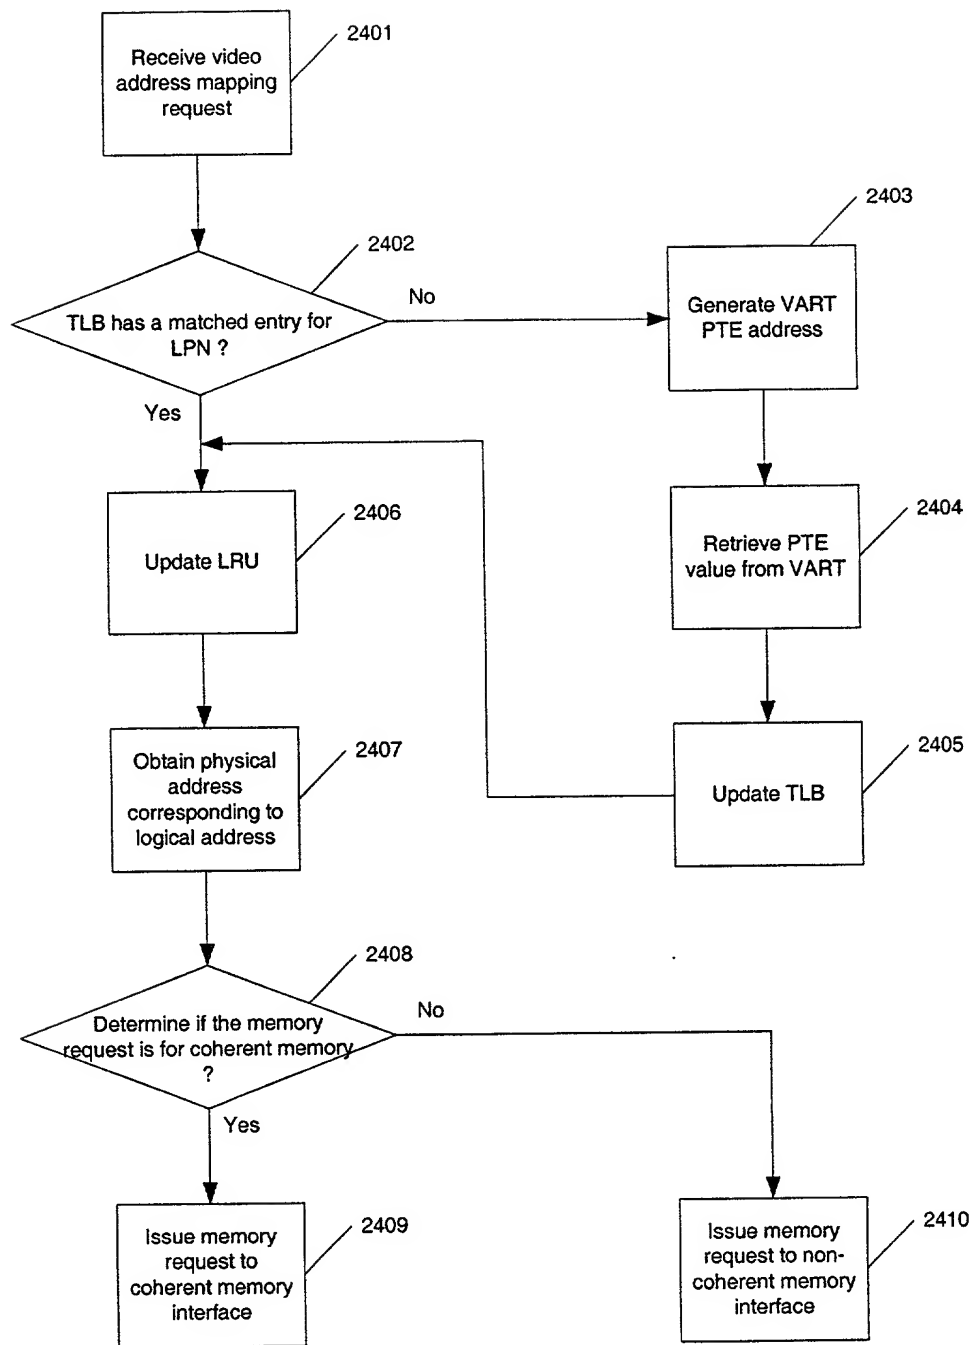 2401
Receive video
address mapping
request
2402
TLB has a matched entry for
LPN ?
No
Yes
2403
Generate VART
PTE address
2404
Retrieve PTE
value from VART
2405
Update TLB
2406
Update LRU
2407
Obtain physical
address
corresponding to
logical address
2408
Determine if the memory
request is for coherent memory
?
No
Yes
2409
Issue memory
request to
coherent memory
interface
2410
Issue memory
request to non-
coherent memory
interface